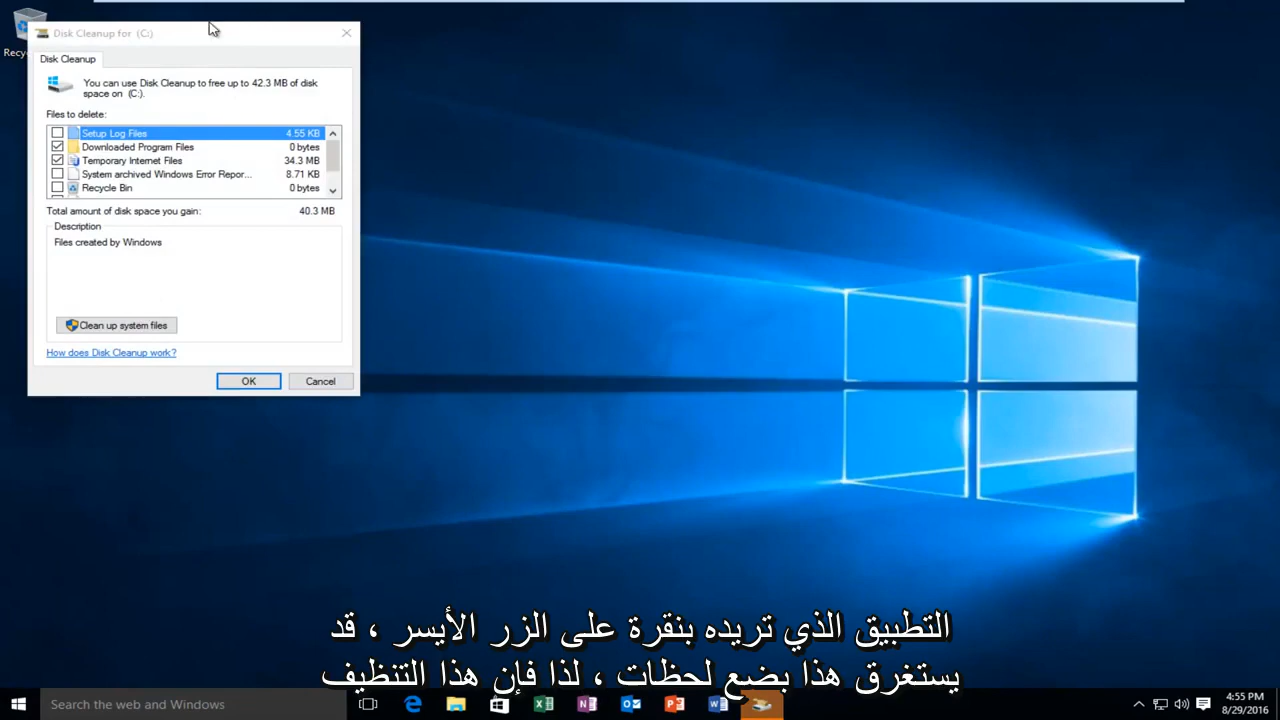 Disk Cleanup for (C:)
Disk Cleanup
You can use Disk Cleanup to free up to 42.3 MB of disk
space on (C:).
Files to delete:
Setup Log Files 4.55 KB
Downloaded Program Files 0 bytes
Temporary Internet Files 34.3 MB
System archived Windows Error Repor... 8.71 KB
Recycle Bin 0 bytes
Total amount of disk space you gain: 40.3 MB
Description
Files created by Windows
Clean up system files
How does Disk Cleanup work?
OK Cancel
التطبيق الذي تريده بنقرة على الزر الأيسر ، قد
يستغرق هذا بضع لحظات ، لذا فإن هذا التنظيف
Search the web and Windows
4:55 PM
8/29/2016